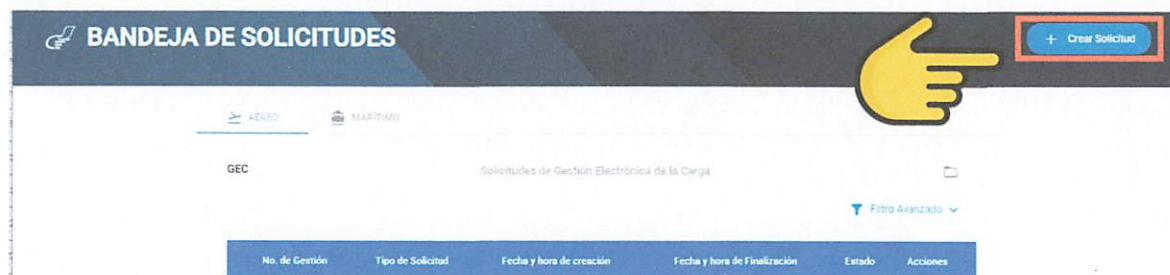 BANDEJA DE SOLICITUDES
+ Crear Solicitud
AÉREO MARÍTIMO
GEC Solicitudes de Gestión Electrónica de la Carga
Filtro Avanzado
No. de Gestión Tipo de Solicitud Fecha y hora de creación Fecha y hora de Finalización Estado Acciones